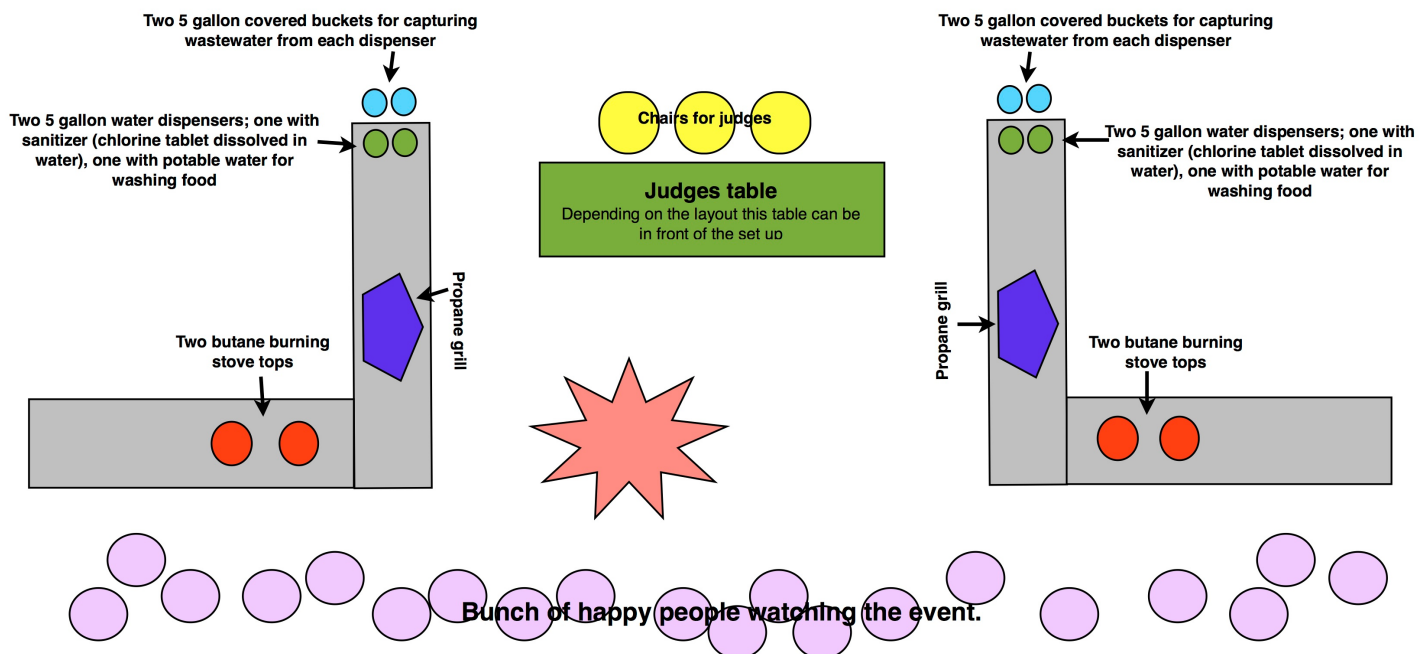 Two 5 gallon covered buckets for capturing
wastewater from each dispenser
Two 5 gallon covered buckets for capturing
wastewater from each dispenser
Two 5 gallon water dispensers; one with
sanitizer (chlorine tablet dissolved in
water), one with potable water for
washing food
Chairs for judges
Two 5 gallon water dispensers; one with
sanitizer (chlorine tablet dissolved in
water), one with potable water for
washing food
Judges table
Depending on the layout this table can be
in front of the set up
Propane grill
Propane grill
Two butane burning
stove tops
Two butane burning
stove tops
Bunch of happy people watching the event.